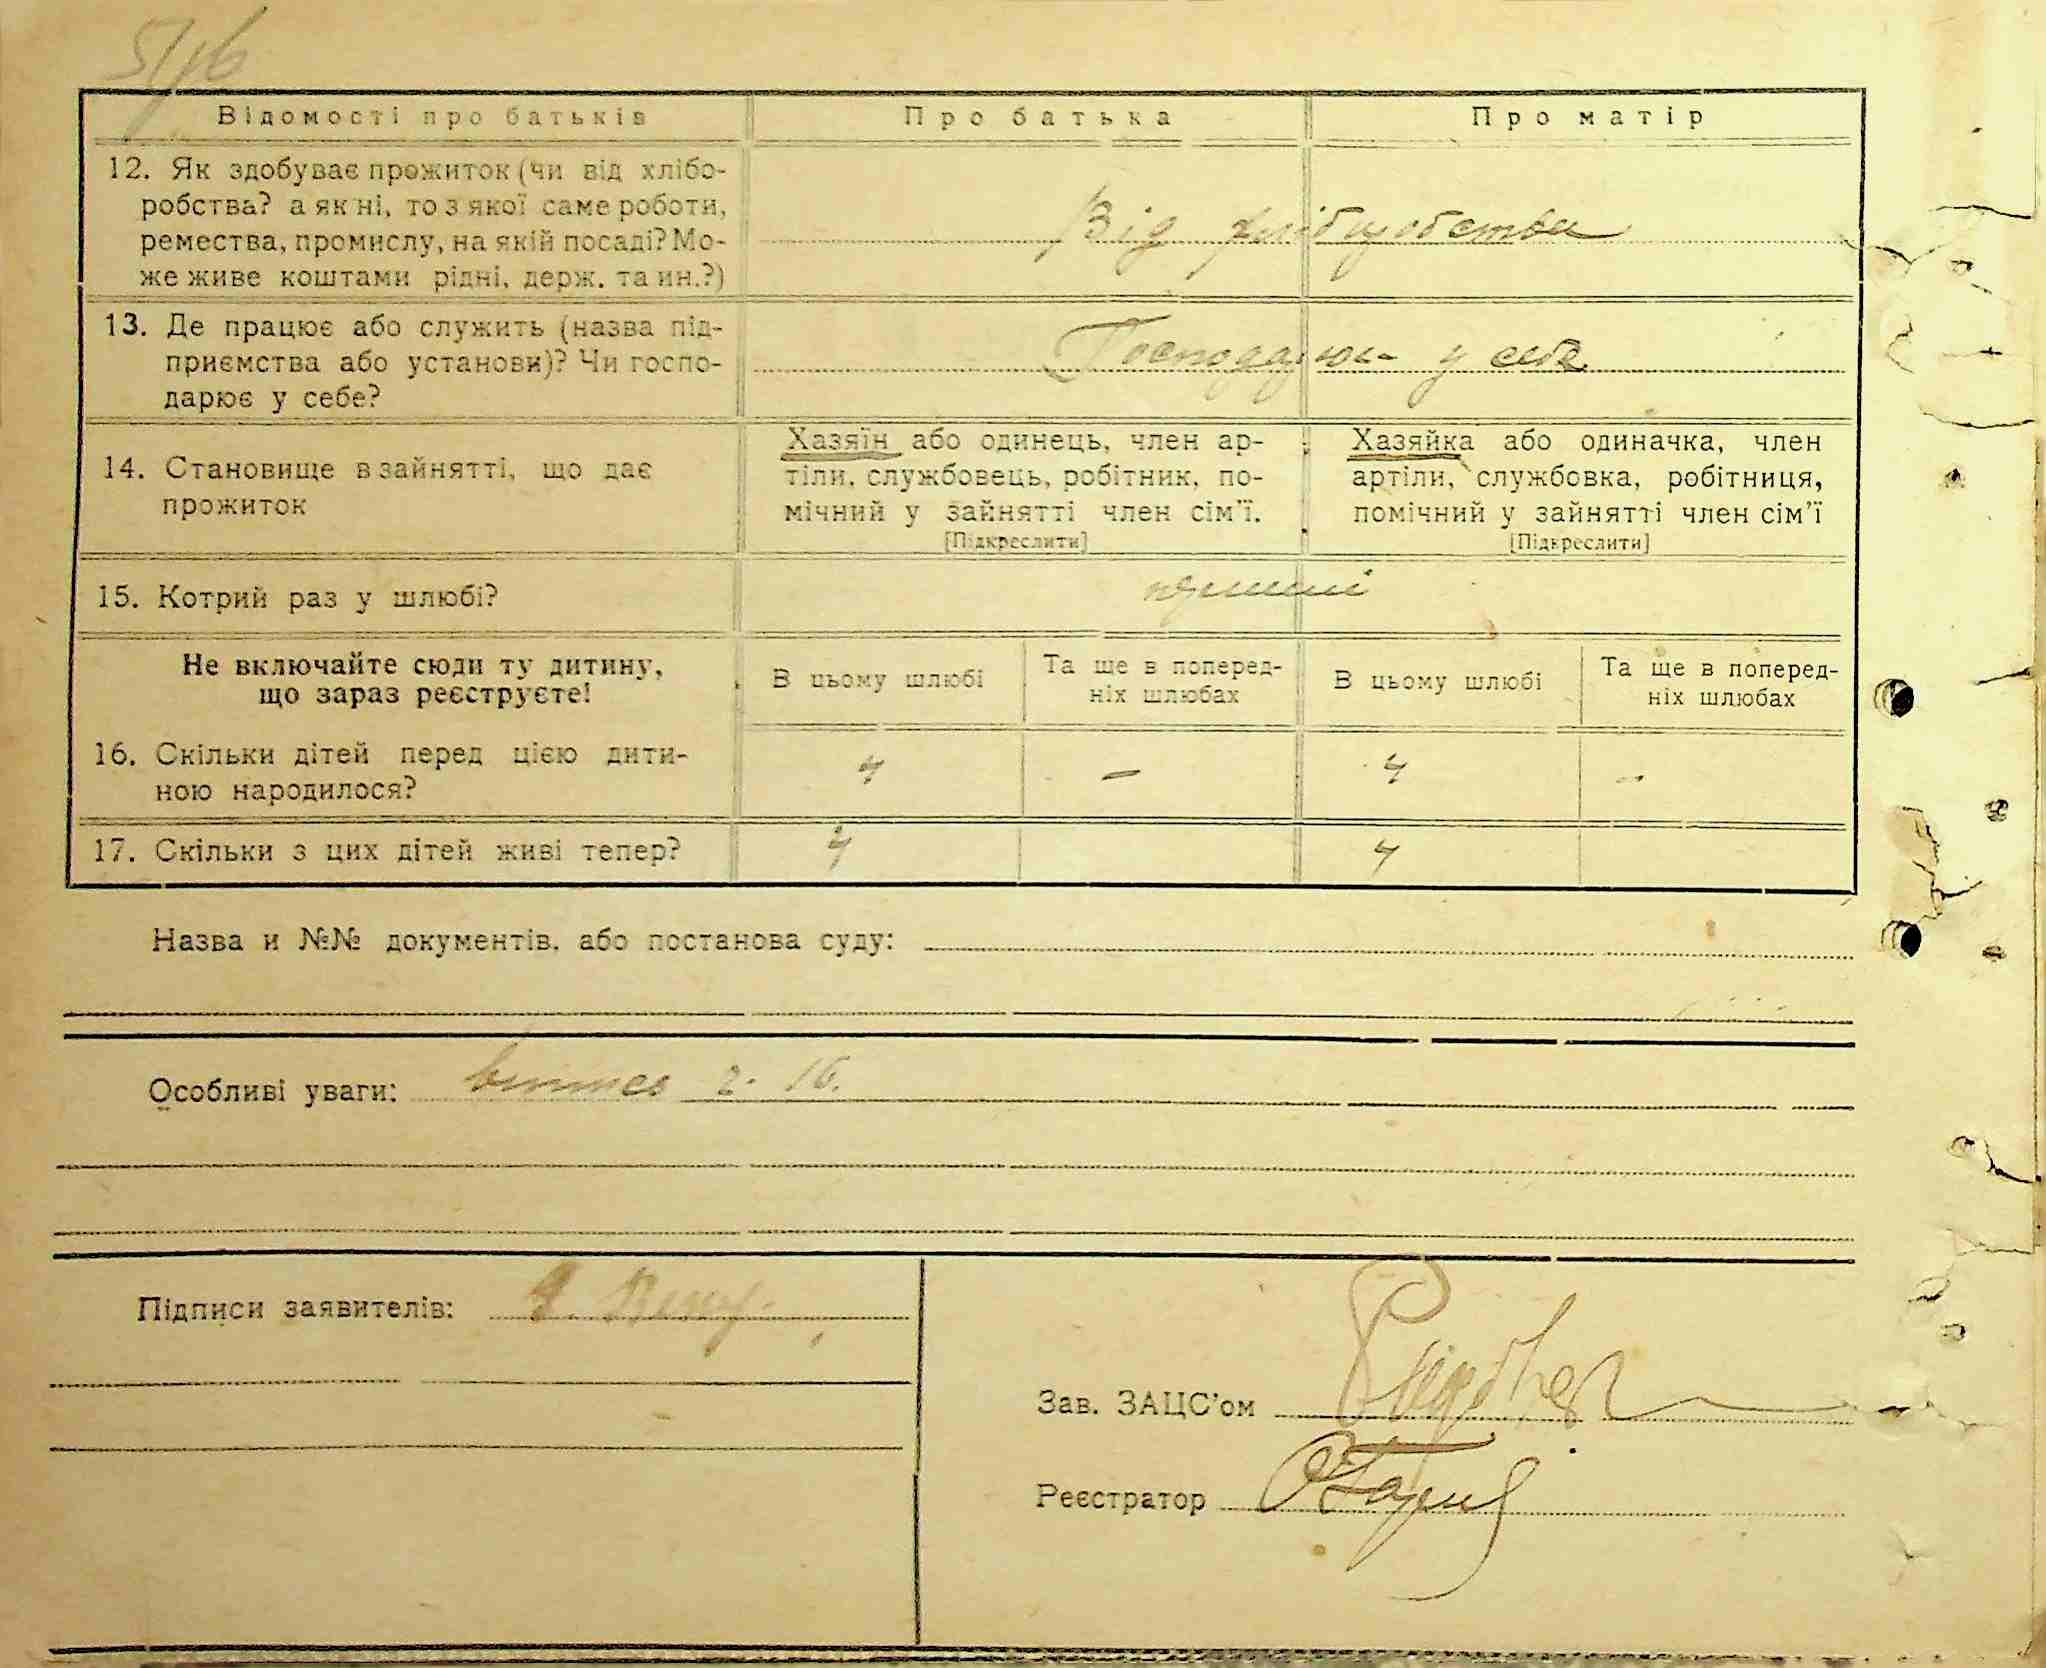 Відомості про батьків
Про батька
Про матір
12. Як здобуває прожиток (чи від хлібо-
робства? а як ні, то з якої саме роботи,
ремества, промислу, на якій посаді? Мо-
же живе коштами рідні, держ. та ин.?)
Від хліборобства
13. Де працює або служить (назва під-
приємства або установи)? Чи госпо-
дарює у себе?
Господарює у себе
14. Становище в зайнятті, що дає
прожиток
Хазяїн або одинець, член ар-
тіли, службовець, робітник, по-
мічний у зайнятті член сім'ї.
[Підкреслити]
Хазяйка або одиначка, член
артіли, службовка, робітниця,
помічний у зайнятті член сім'ї
[Підкреслити]
15. Котрий раз у шлюбі?
Не включайте сюди ту дитину,
що зараз реєструєте!
В цьому шлюбі
Та ще в поперед-
ніх шлюбах
В цьому шлюбі
Та ще в поперед-
ніх шлюбах
16. Скільки дітей перед цією дити-
ною народилося?
4 – 4 –
17. Скільки з цих дітей живі тепер?
4 4
Назва и №№ документів, або постанова суду:
Особливі уваги:
Підписи заявителів:
Зав. ЗАЦС'ом
Реєстратор